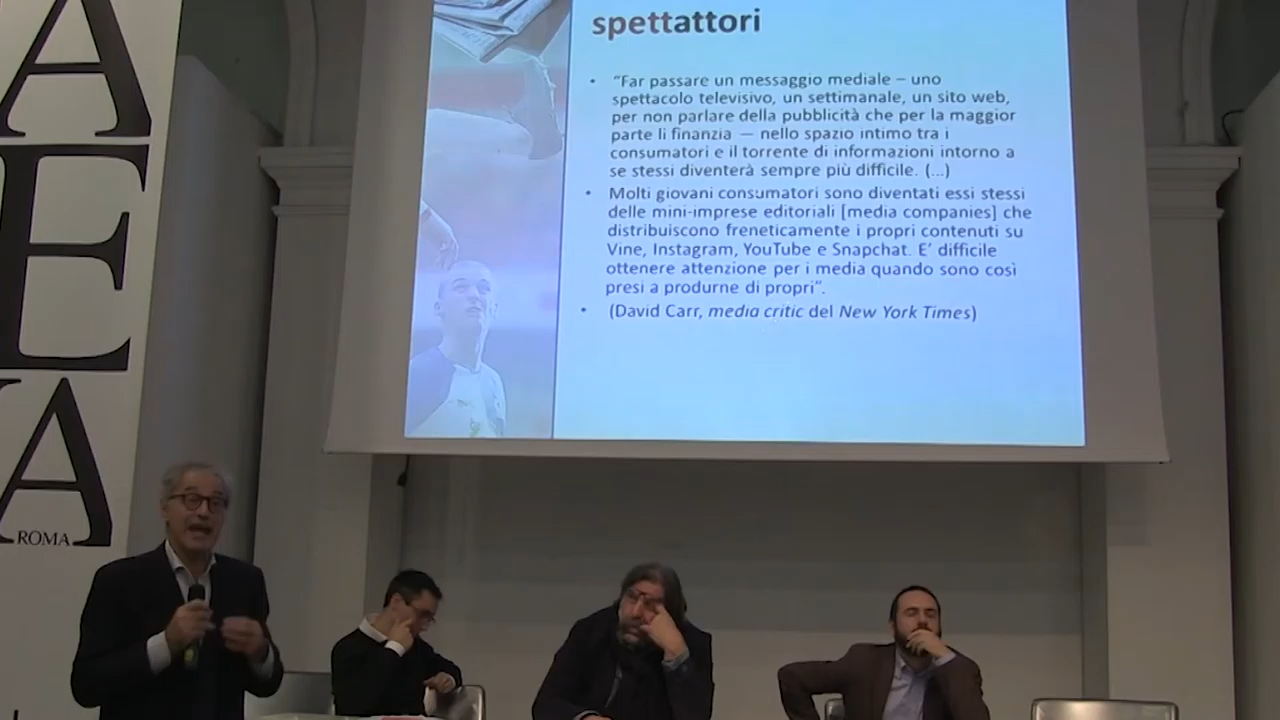 A
E
A
ROMA
spettattori
• “Far passare un messaggio mediale – uno
spettacolo televisivo, un settimanale, un sito web,
per non parlare della pubblicità che per la maggior
parte li finanzia — nello spazio intimo tra i
consumatori e il torrente di informazioni intorno a
se stessi diventerà sempre più difficile. (...)
• Molti giovani consumatori sono diventati essi stessi
delle mini-imprese editoriali [media companies] che
distribuiscono freneticamente i propri contenuti su
Vine, Instagram, YouTube e Snapchat. E’ difficile
ottenere attenzione per i media quando sono così
presi a produrne di propri”.
• (David Carr, media critic del New York Times)